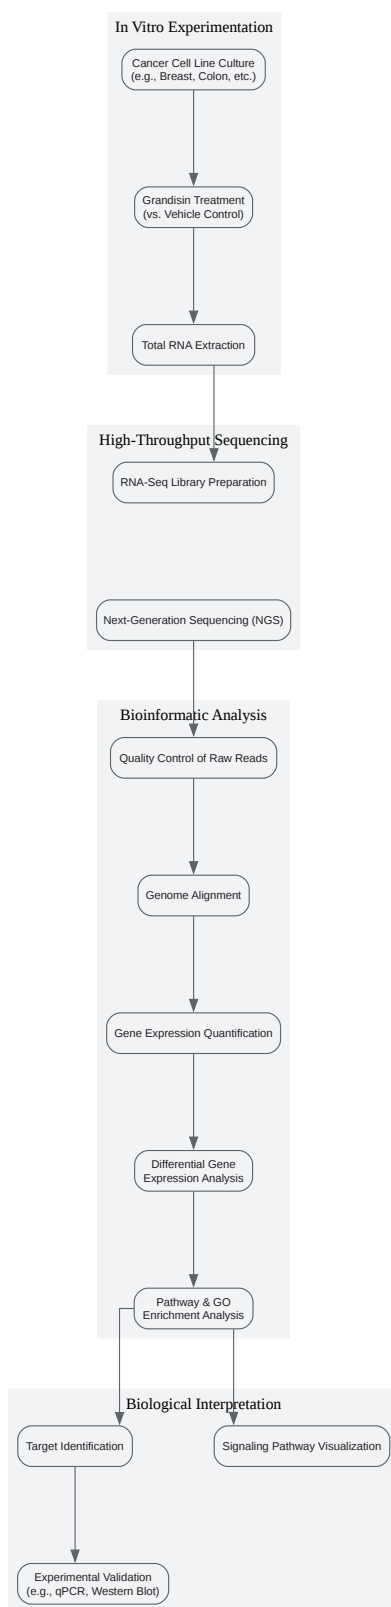 In Vitro Experimentation
Cancer Cell Line Culture
(e.g., Breast, Colon, etc.)
Grandisin Treatment
(vs. Vehicle Control)
Total RNA Extraction
High-Throughput Sequencing
RNA-Seq Library Preparation
Next-Generation Sequencing (NGS)
Bioinformatic Analysis
Quality Control of Raw Reads
Genome Alignment
Gene Expression Quantification
Differential Gene
Expression Analysis
Pathway & GO
Enrichment Analysis
Biological Interpretation
Target Identification
Signaling Pathway Visualization
Experimental Validation
(e.g., qPCR, Western Blot)